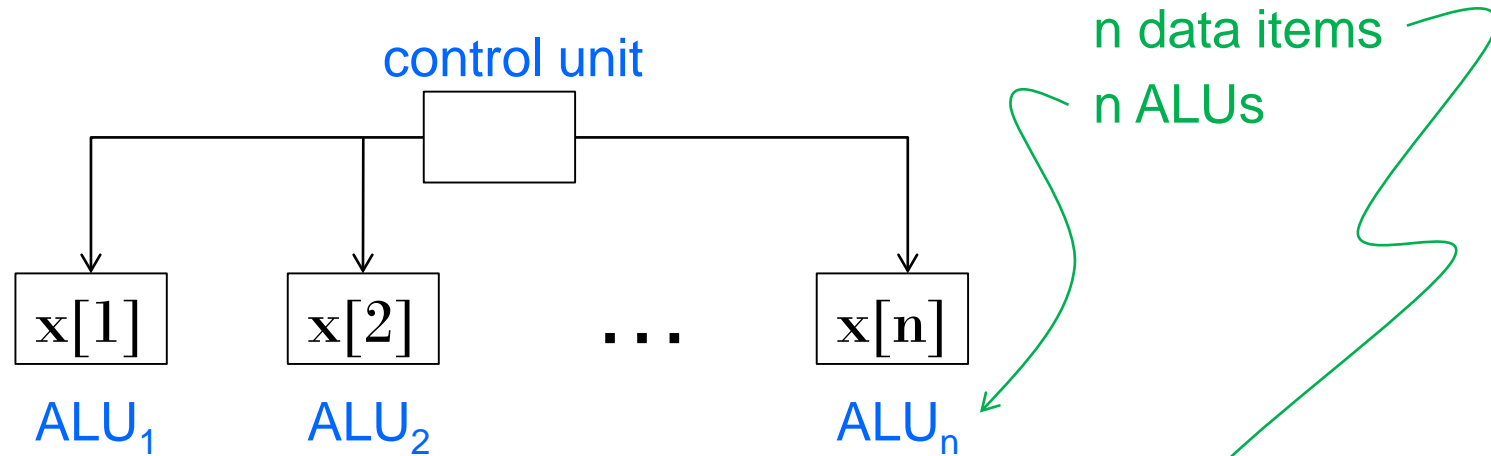 n data items
control unit
n ALUs
x[1] x[2] ... x[n]
ALU₁ ALU₂ ALUₙ